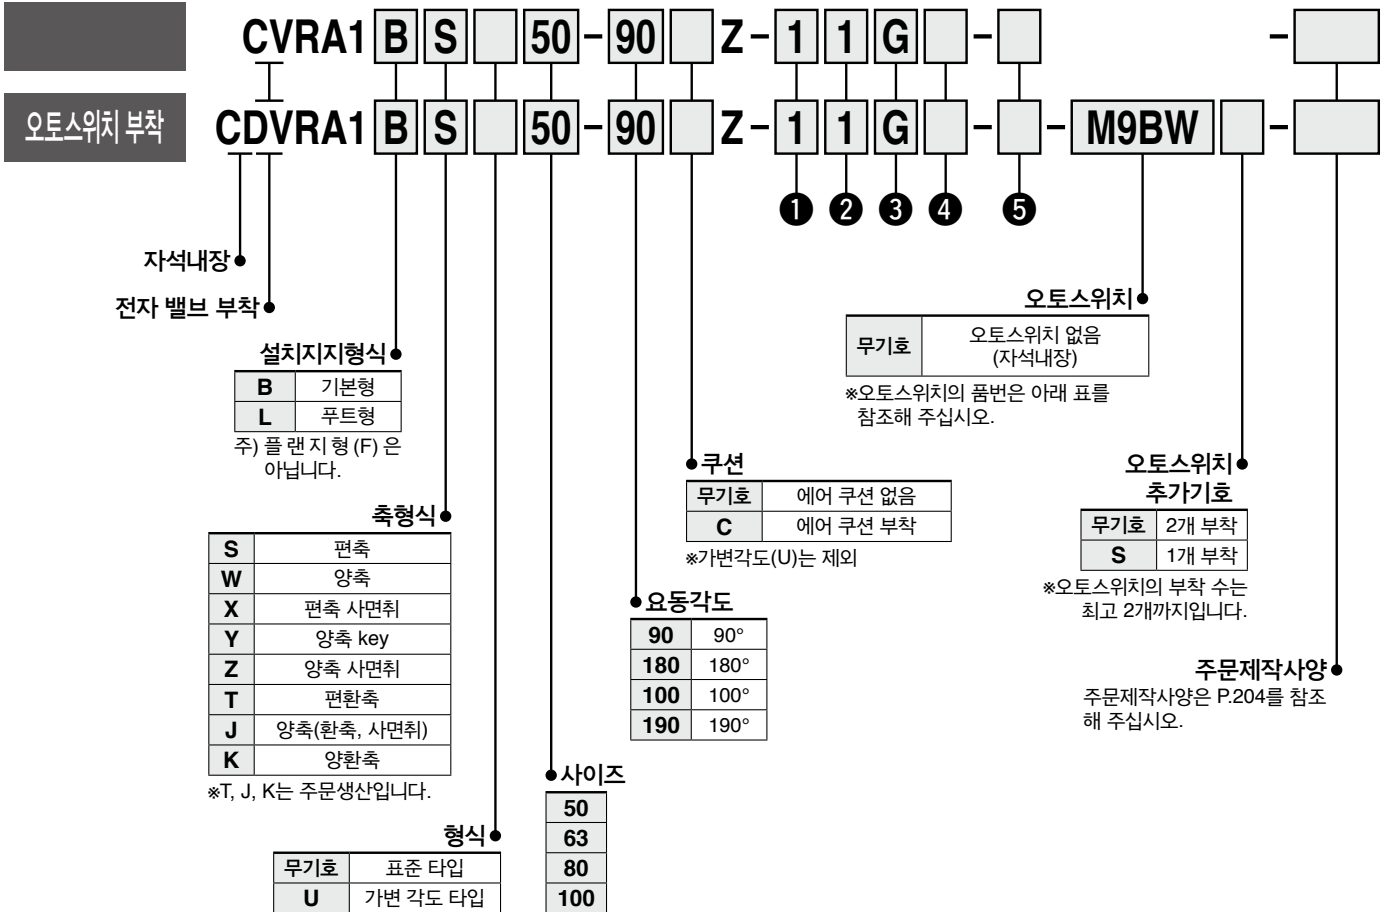 CVRA1 B S 50 - 90 Z - 1 1 G - -
오토스위치 부착 CDVRA1 B S 50 - 90 Z - 1 1 G - - M9BW -
❶ ❷ ❸ ❹ ❺
자석내장
전자 밸브 부착
설치지지형식
B 기본형
L 푸트형
주) 플랜지형(F) 은
아닙니다.
축형식
S 편축
W 양축
X 편축 사면취
Y 양축 key
Z 양축 사면취
T 편환축
J 양축(환축, 사면취)
K 양환축
※T, J, K는 주문생산입니다.
형식
무기호 표준 타입
U 가변 각도 타입
사이즈
50
63
80
100
요동각도
90 90°
180 180°
100 100°
190 190°
쿠션
무기호 에어 쿠션 없음
C 에어 쿠션 부착
※가변각도(U)는 제외
오토스위치
무기호 오토스위치 없음
(자석내장)
※오토스위치의 품번은 아래 표를
참조해 주십시오.
오토스위치
추가기호
무기호 2개 부착
S 1개 부착
※오토스위치의 부착 수는
최고 2개까지입니다.
주문제작사양
주문제작사양은 P.204를 참조
해 주십시오.